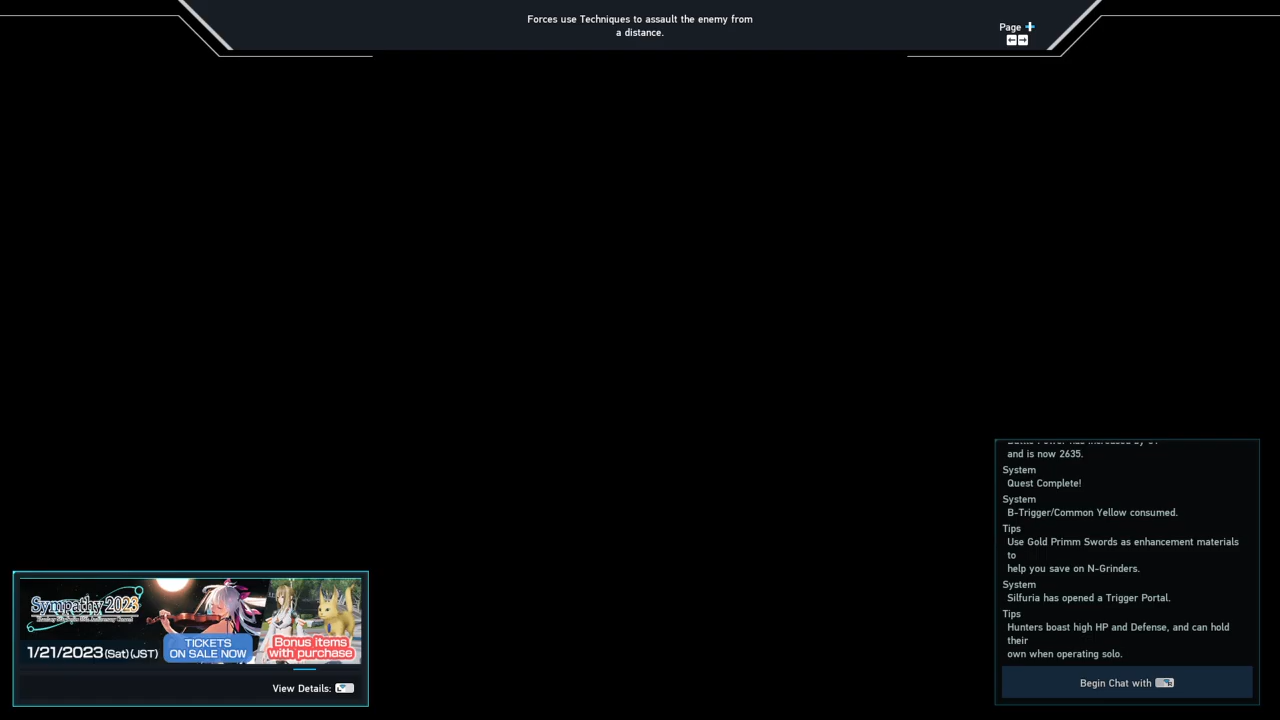 Forces use Techniques to assault the enemy from
a distance.
Page
and is now 2635.
System
Quest Complete!
System
B-Trigger/Common Yellow consumed.
Tips
Use Gold Primm Swords as enhancement materials
to
help you save on N-Grinders.
System
Silfuria has opened a Trigger Portal.
Tips
Hunters boast high HP and Defense, and can hold
their
own when operating solo.
Begin Chat with
Sympathy 2023
1/21/2023(Sat)(JST)
TICKETS
ON SALE NOW
Bonus items
with purchase
View Details: